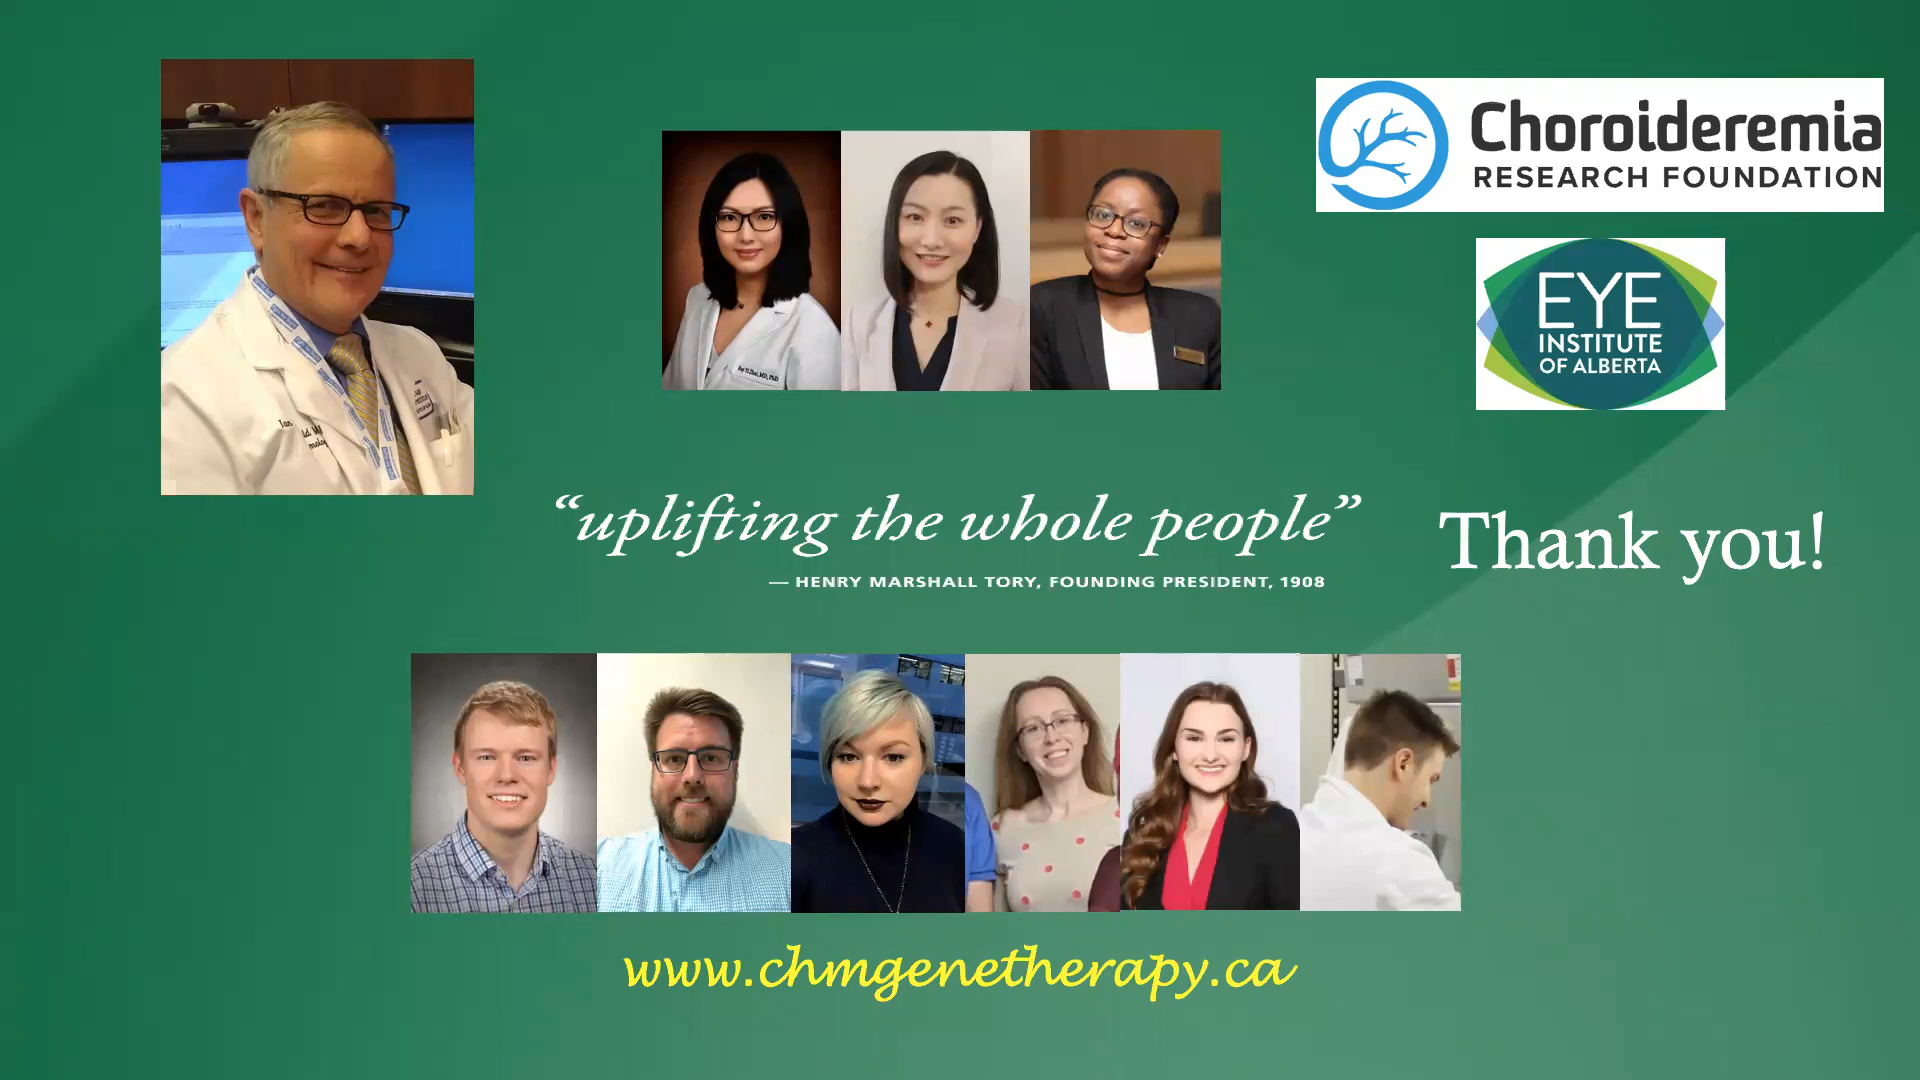 Choroideremia
RESEARCH FOUNDATION
EYE
INSTITUTE
OF ALBERTA
Ian
“uplifting the whole people”
— HENRY MARSHALL TORY, FOUNDING PRESIDENT, 1908
Thank you!
www.chmgenetherapy.ca